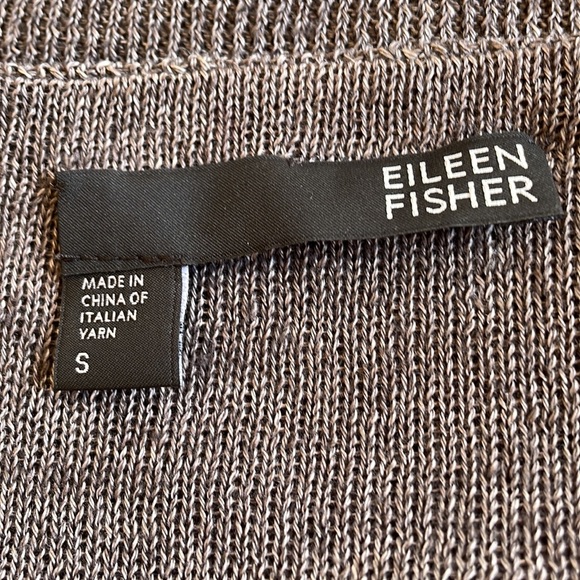 EILEEN
FISHER
MADE IN
CHINA OF
ITALIAN
YARN
S